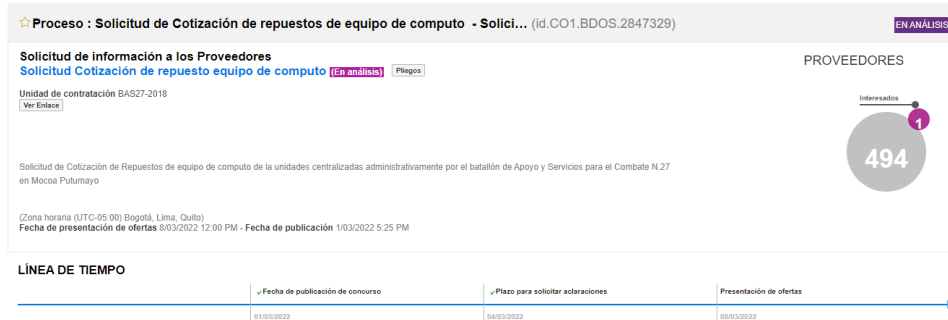 Proceso : Solicitud de Cotización de repuestos de equipo de computo - Solici... (id.CO1.BDOS.2847329)
EN ANÁLISIS
Solicitud de información a los Proveedores
Solicitud Cotización de repuesto equipo de computo (En análisis) Pliegos
Unidad de contratación BAS27-2018
Ver Enlace
PROVEEDORES
Interesados
1
494
Solicitud de Cotización de Repuestos de equipo de computo de la unidades centralizadas administrativamente por el batallón de Apoyo y Servicios para el Combate N.27
en Mocoa Putumayo
(Zona horaria (UTC-05:00) Bogotá, Lima, Quito)
Fecha de presentación de ofertas 8/03/2022 12:00 PM - Fecha de publicación 1/03/2022 5:25 PM
LÍNEA DE TIEMPO
Fecha de publicación de concurso
Plazo para solicitar aclaraciones
Presentación de ofertas
01/03/2022
04/03/2022
08/03/2022